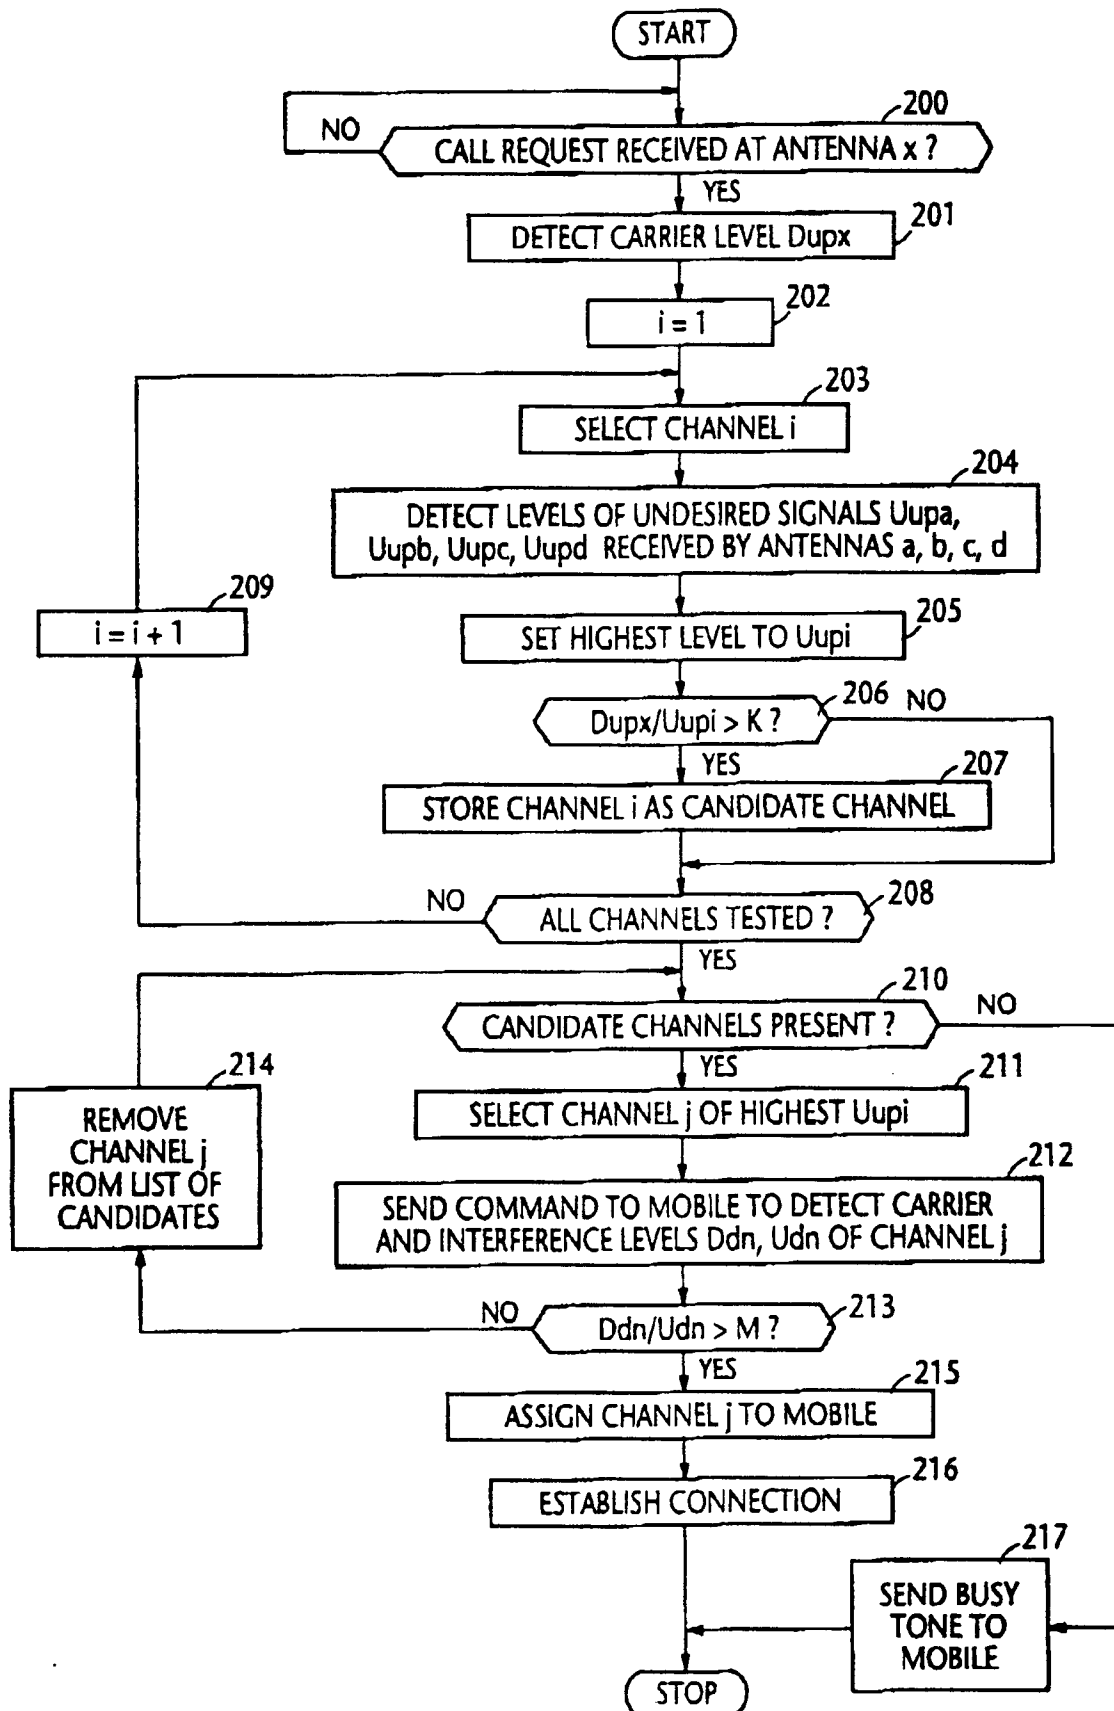 START
200
NO
CALL REQUEST RECEIVED AT ANTENNA x ?
YES
201
DETECT CARRIER LEVEL Dupx
202
i = 1
203
SELECT CHANNEL i
204
DETECT LEVELS OF UNDESIRED SIGNALS Uupa,
Uupb, Uupc, Uupd RECEIVED BY ANTENNAS a, b, c, d
209
i = i + 1
205
SET HIGHEST LEVEL TO Uupi
206
NO
Dupx/Uupi > K ?
YES
207
STORE CHANNEL i AS CANDIDATE CHANNEL
NO
208
ALL CHANNELS TESTED ?
YES
210
NO
CANDIDATE CHANNELS PRESENT ?
YES
211
SELECT CHANNEL j OF HIGHEST Uupi
214
REMOVE
CHANNEL j
FROM LIST OF
CANDIDATES
212
SEND COMMAND TO MOBILE TO DETECT CARRIER
AND INTERFERENCE LEVELS Ddn, Udn OF CHANNEL j
NO
213
Ddn/Udn > M ?
YES
215
ASSIGN CHANNEL j TO MOBILE
216
ESTABLISH CONNECTION
217
SEND BUSY
TONE TO
MOBILE
STOP